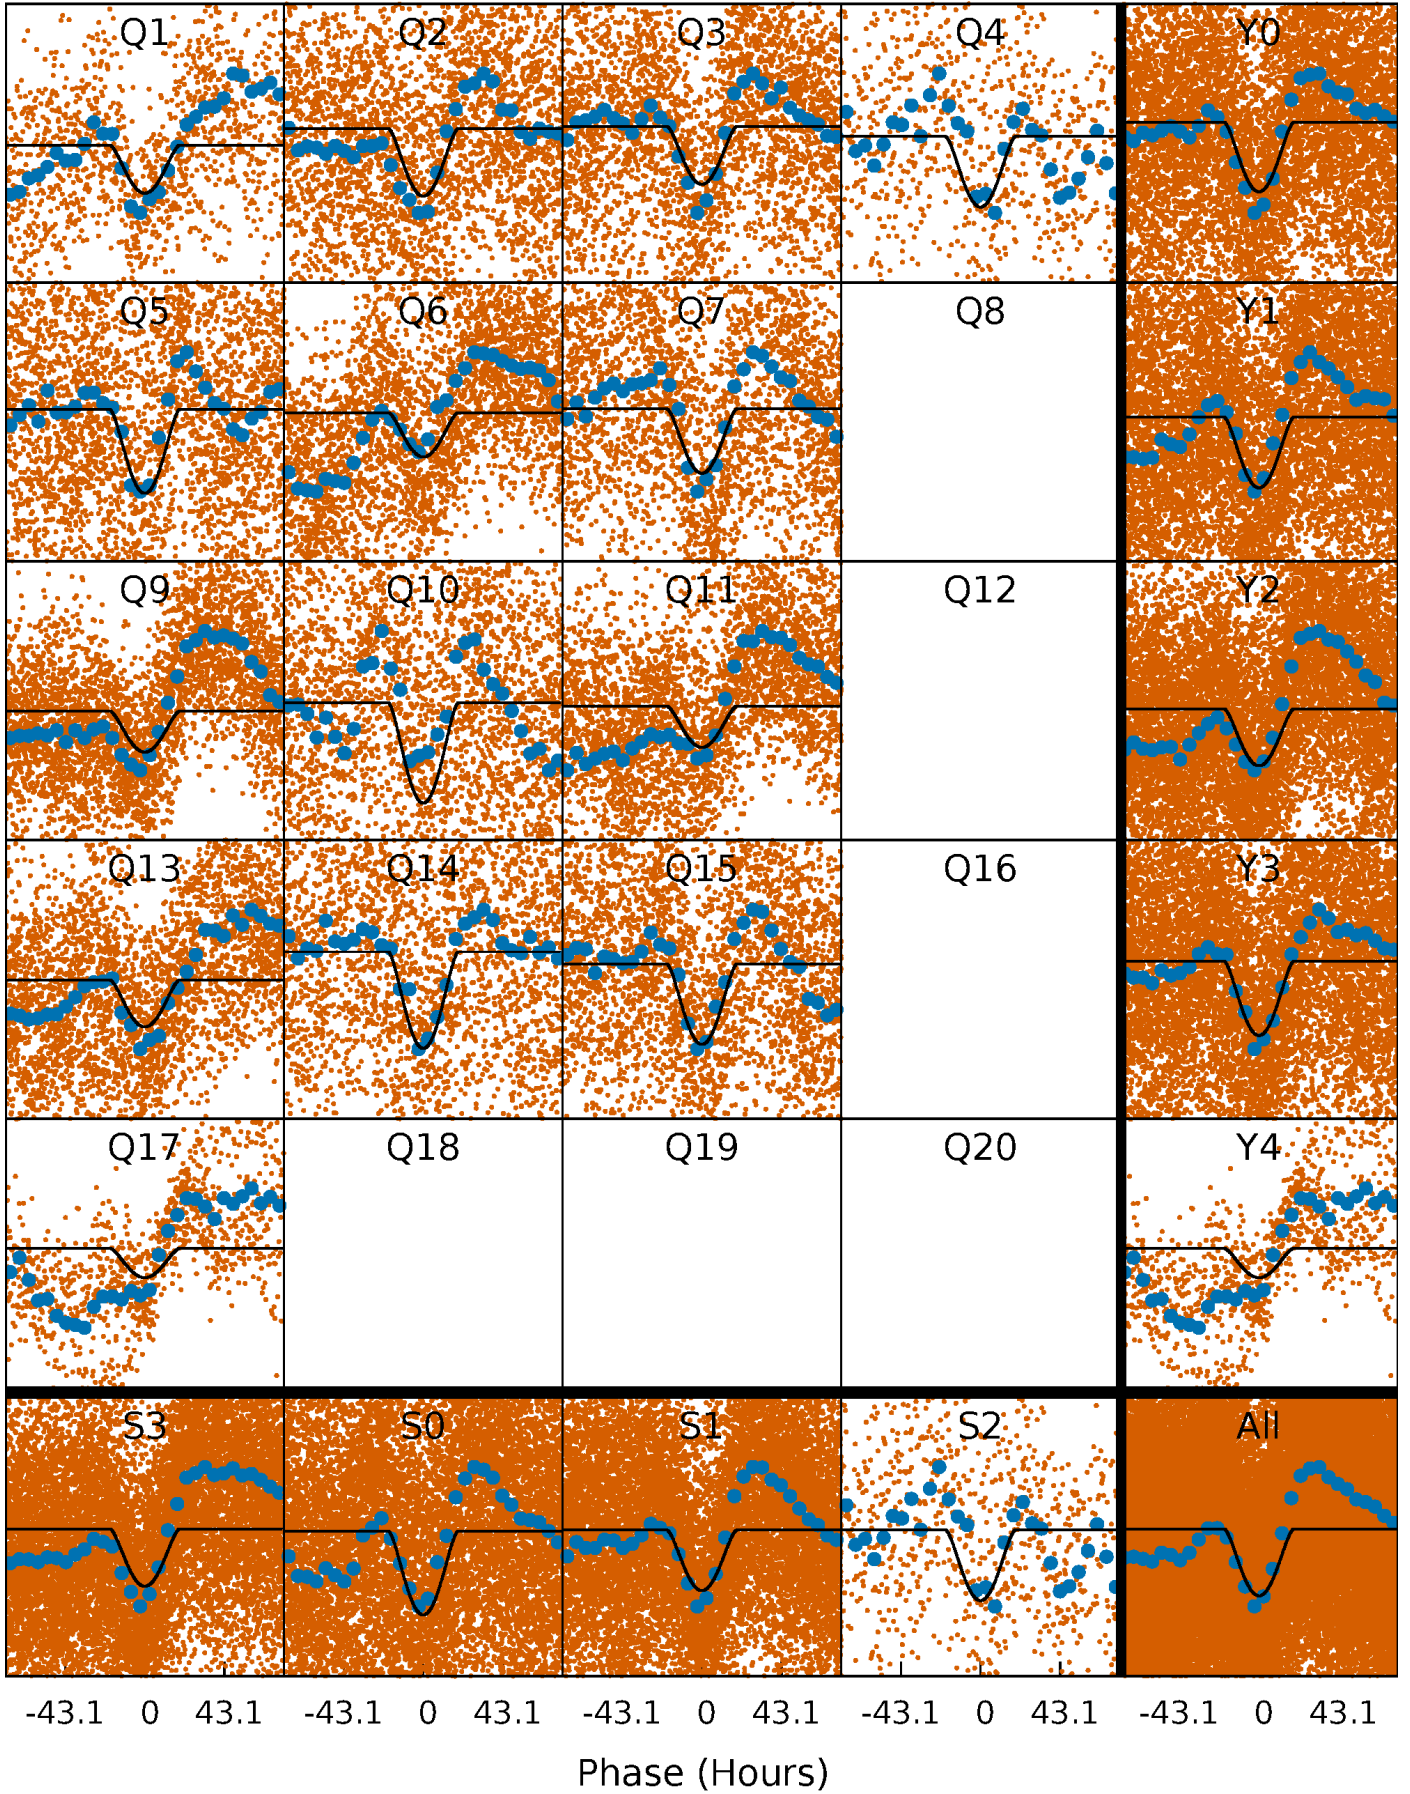 Q1 Q2 Q3 Q4 Y0
Q5 Q6 Q7 Q8 Y1
Q9 Q10 Q11 Q12 Y2
Q13 Q14 Q15 Q16 Y3
Q17 Q18 Q19 Q20 Y4
S3 S0 S1 S2 All
-43.1 0 43.1 -43.1 0 43.1 -43.1 0 43.1 -43.1 0 43.1 -43.1 0 43.1
Phase (Hours)